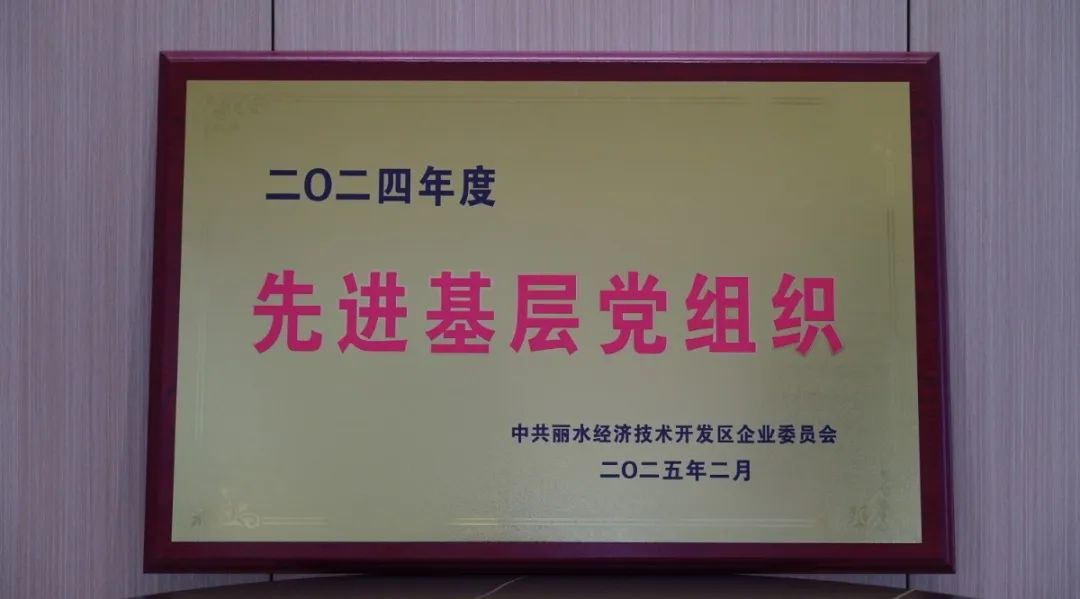 二〇二四年度
先进基层党组织
中共丽水经济技术开发区企业委员会
二〇二五年二月